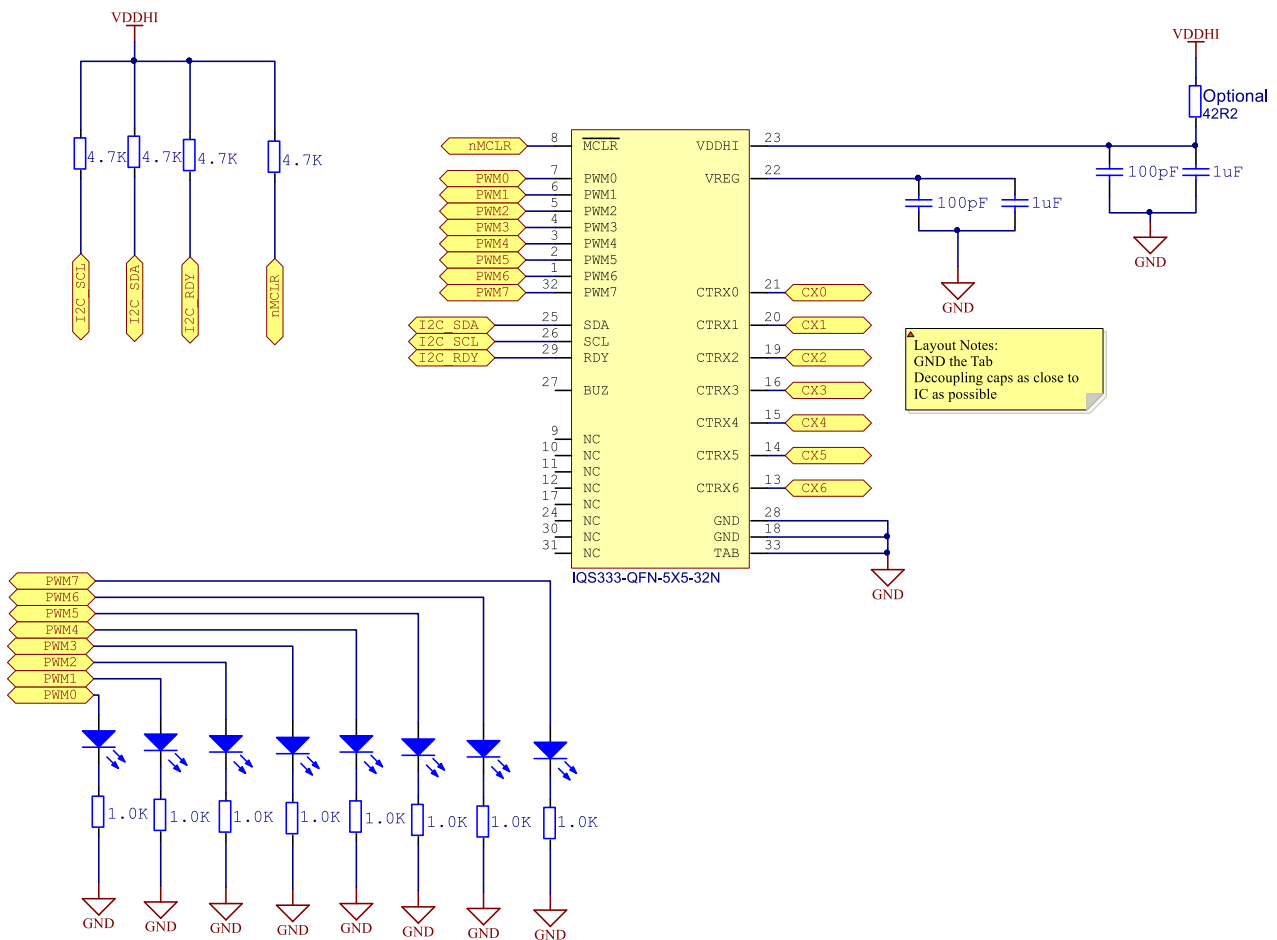 VDDHI
4.7K 4.7K 4.7K 4.7K
I2C_SCL
I2C_SDA
I2C_RDY
nMCLR
nMCLR 8 MCLR
PWM0 7 PWM0
PWM1 6 PWM1
PWM2 5 PWM2
PWM3 4 PWM3
PWM4 3 PWM4
PWM5 2 PWM5
PWM6 1 PWM6
PWM7 32 PWM7
I2C_SDA 25 SDA
I2C_SCL 26 SCL
I2C_RDY 29 RDY
27 BUZ
9 NC
10 NC
11 NC
12 NC
17 NC
24 NC
30 NC
31 NC
VDDHI 23
VREG 22
CTRX0 21 CX0
CTRX1 20 CX1
CTRX2 19 CX2
CTRX3 16 CX3
CTRX4 15 CX4
CTRX5 14 CX5
CTRX6 13 CX6
GND 28
GND 18
TAB 33
GND
IQS333-QFN-5X5-32N
VDDHI
Optional
42R2
100pF 1uF
GND
100pF 1uF
GND
Layout Notes:
GND the Tab
Decoupling caps as close to
IC as possible
PWM7
PWM6
PWM5
PWM4
PWM3
PWM2
PWM1
PWM0
1.0K 1.0K 1.0K 1.0K 1.0K 1.0K 1.0K 1.0K
GND GND GND GND GND GND GND GND